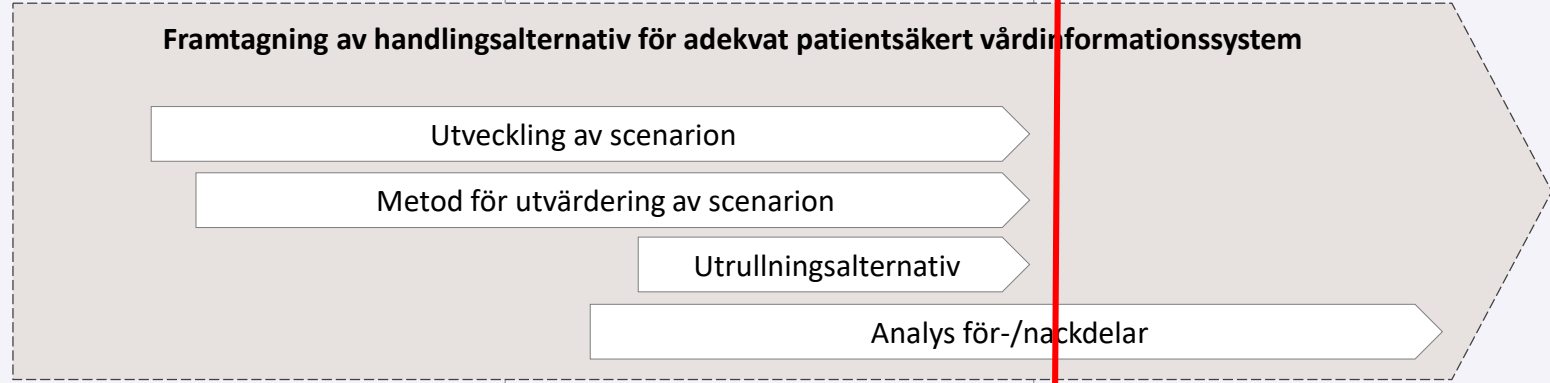 Framtagning av handlingsalternativ för adekvat patientsäkert vårdinformationssystem
Utveckling av scenarion
Metod för utvärdering av scenarion
Utrullningsalternativ
Analys för-/nackdelar